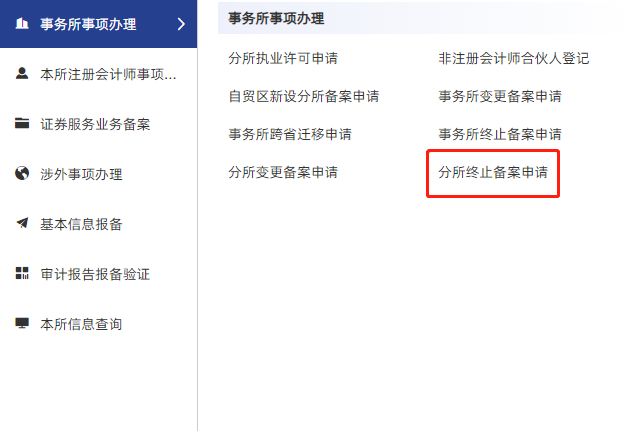 事务所事项办理
本所注册会计师事项...
证券服务业务备案
涉外事项办理
基本信息报备
审计报告报备验证
本所信息查询
事务所事项办理
分所执业许可申请 非注册会计师合伙人登记
自贸区新设分所备案申请 事务所变更备案申请
事务所跨省迁移申请 事务所终止备案申请
分所变更备案申请 分所终止备案申请